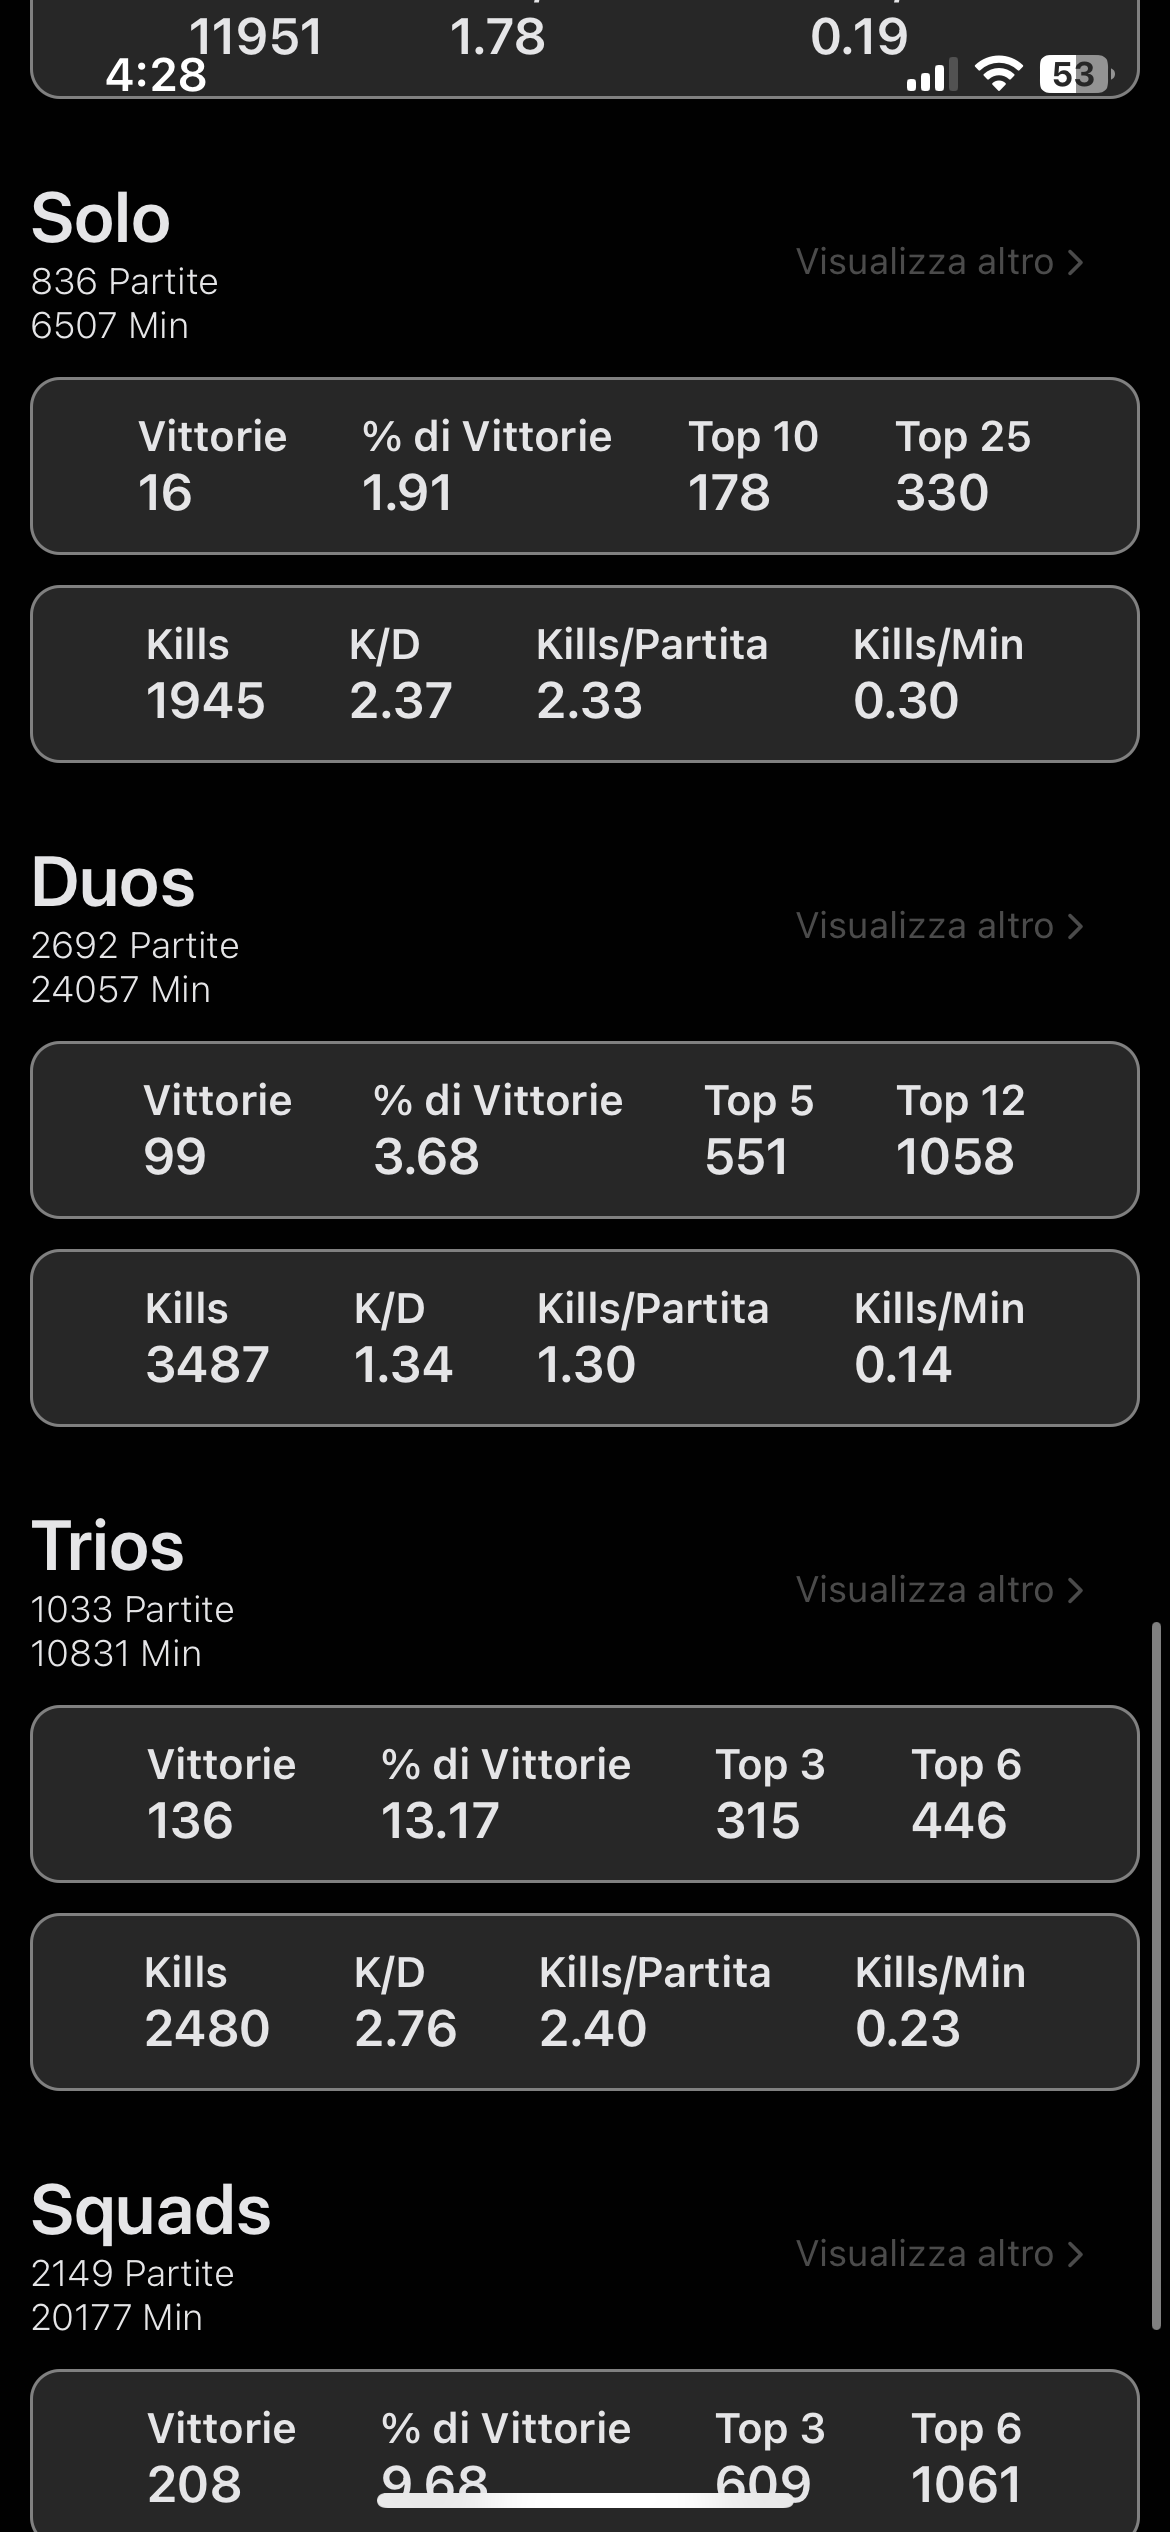 11951 1.78 0.19
4:28 53
Solo
836 Partite
6507 Min
Visualizza altro
Vittorie % di Vittorie Top 10 Top 25
16 1.91 178 330
Kills K/D Kills/Partita Kills/Min
1945 2.37 2.33 0.30
Duos
2692 Partite
24057 Min
Visualizza altro
Vittorie % di Vittorie Top 5 Top 12
99 3.68 551 1058
Kills K/D Kills/Partita Kills/Min
3487 1.34 1.30 0.14
Trios
1033 Partite
10831 Min
Visualizza altro
Vittorie % di Vittorie Top 3 Top 6
136 13.17 315 446
Kills K/D Kills/Partita Kills/Min
2480 2.76 2.40 0.23
Squads
2149 Partite
20177 Min
Visualizza altro
Vittorie % di Vittorie Top 3 Top 6
208 9.68 609 1061